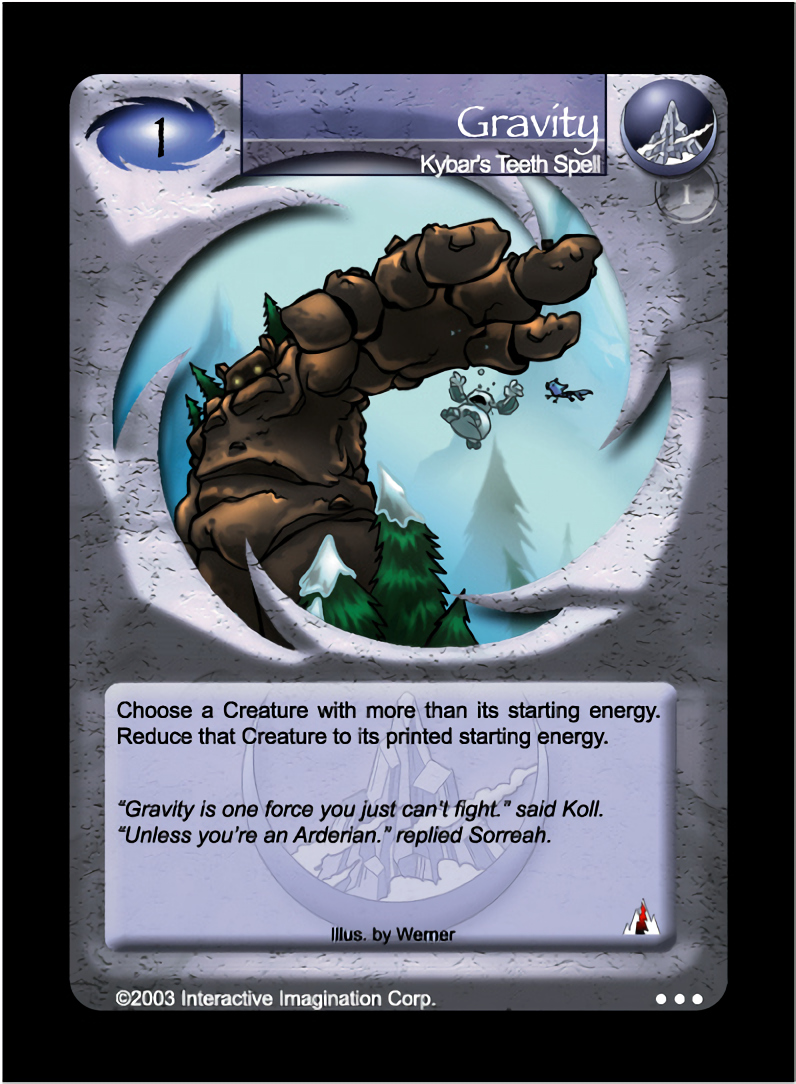 1
Gravity
Kybar's Teeth Spell
1
Choose a Creature with more than its starting energy.
Reduce that Creature to its printed starting energy.
“Gravity is one force you just can’t fight.” said Koll.
“Unless you’re an Arderian.” replied Sorreah.
Illus. by Werner
©2003 Interactive Imagination Corp.